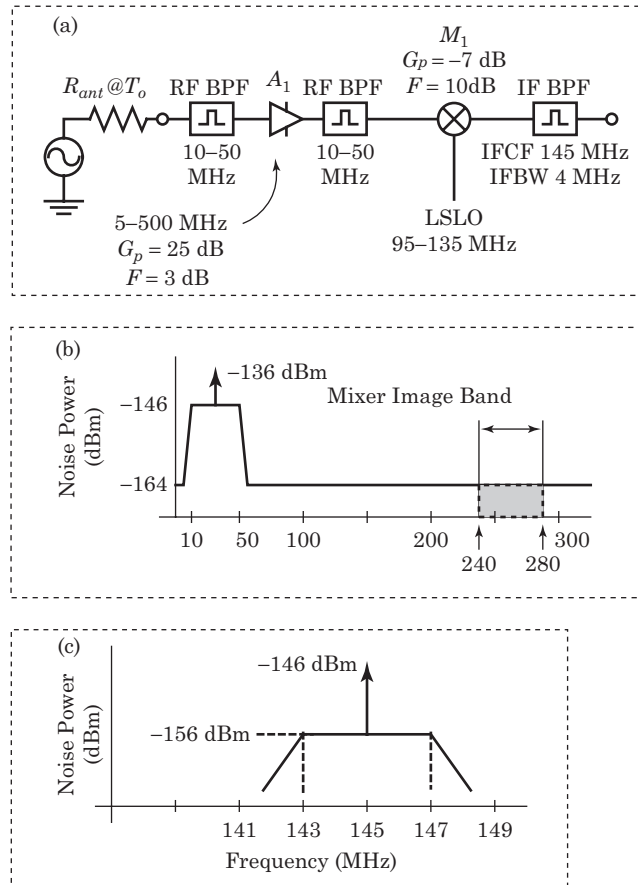 (a)
M1
Gp = −7 dB
F = 10dB
Rant@To
RF BPF
A1
RF BPF
IF BPF
10–50
MHz
10–50
MHz
IFCF 145 MHz
IFBW 4 MHz
LSLO
95–135 MHz
5–500 MHz
Gp = 25 dB
F = 3 dB
(b)
−136 dBm
Mixer Image Band
−146
−164
Noise Power
(dBm)
10
50
100
200
300
240
280
(c)
−146 dBm
−156 dBm
Noise Power
(dBm)
141
143
145
147
149
Frequency (MHz)